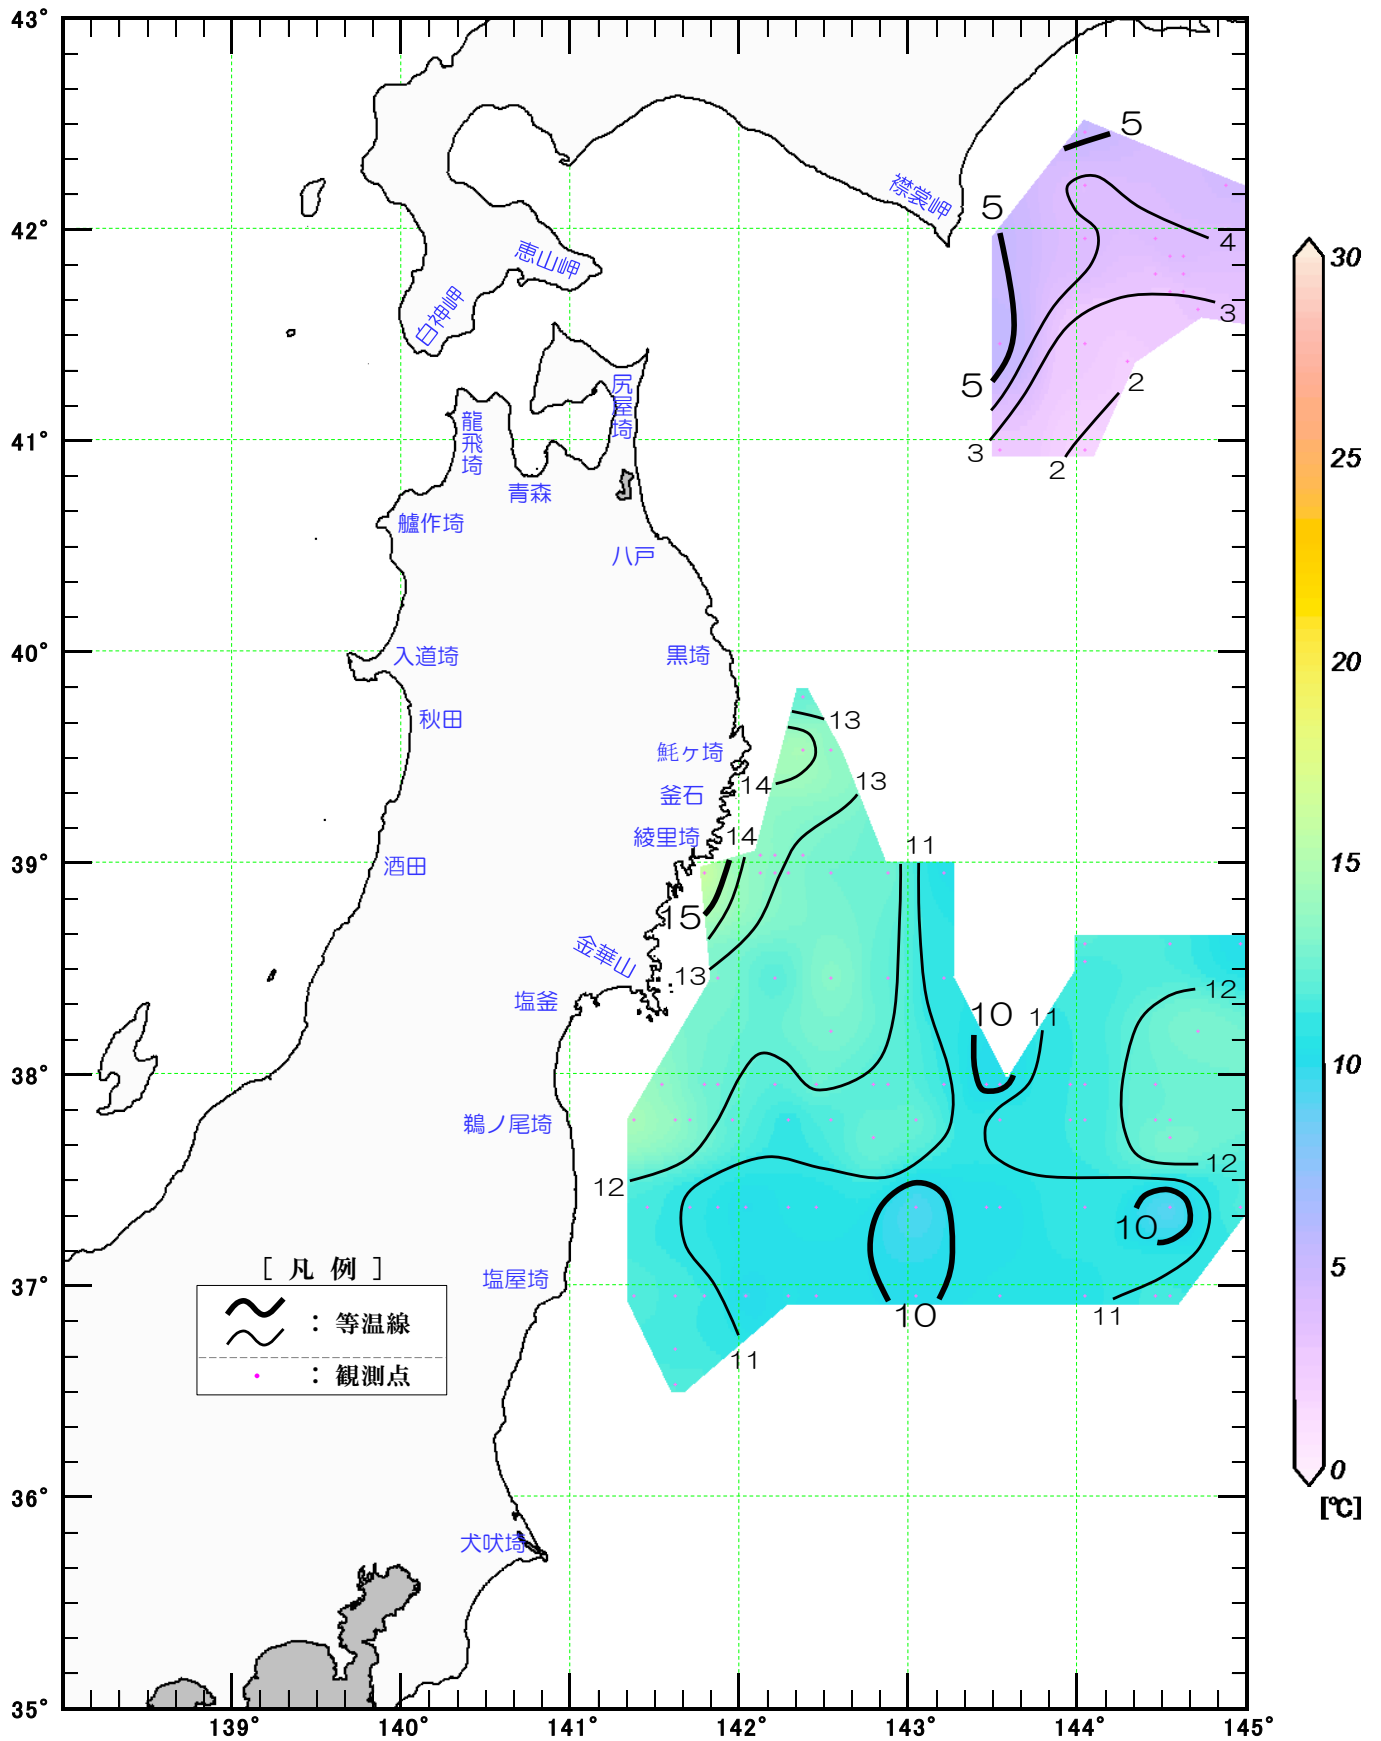 43°
5
襟裳岬
5
42°
4
恵山岬
30
白神岬
3
尻屋埼
5
2
龍飛埼
41°
3
2
25
青森
艫作埼
八戸
40°
入道埼
黒埼
20
秋田
13
魹ヶ埼
14
13
釜石
綾里埼
14
11
39°
酒田
15
15
金華山
13
12
塩釜
10
11
38°
10
鵜ノ尾埼
12
12
10
[ 凡 例 ]
37°
塩屋埼
5
:等温線
10
11
11
:観測点
36°
0
[℃]
犬吠埼
35°
139°
140°
141°
142°
143°
144°
145°